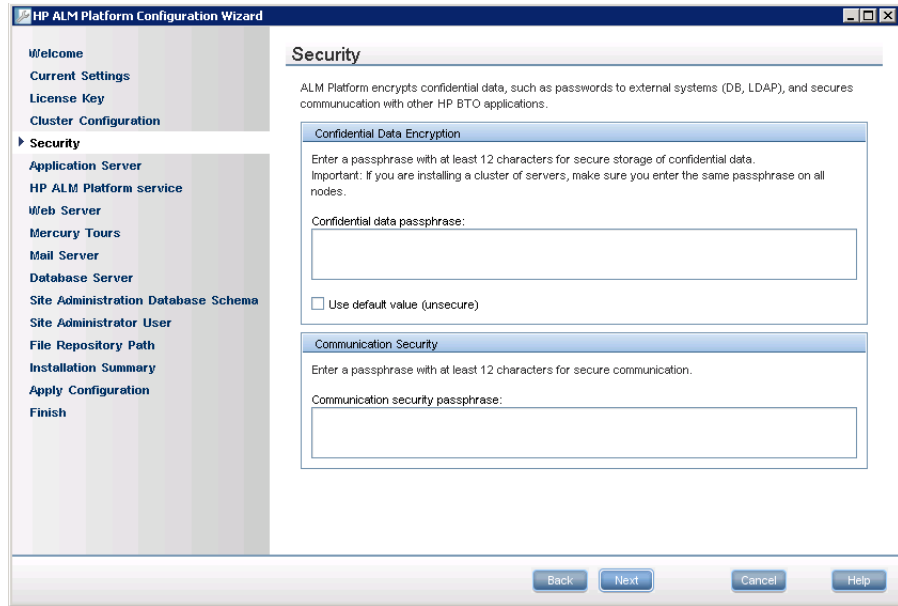 HP ALM Platform Configuration Wizard
Welcome
Current Settings
License Key
Cluster Configuration
Security
Application Server
HP ALM Platform service
Web Server
Mercury Tours
Mail Server
Database Server
Site Administration Database Schema
Site Administrator User
File Repository Path
Installation Summary
Apply Configuration
Finish
Security
ALM Platform encrypts confidential data, such as passwords to external systems (DB, LDAP), and secures
communucation with other HP BTO applications.
Confidential Data Encryption
Enter a passphrase with at least 12 characters for secure storage of confidential data.
Important: If you are installing a cluster of servers, make sure you enter the same passphrase on all
nodes.
Confidential data passphrase:
Use default value (unsecure)
Communication Security
Enter a passphrase with at least 12 characters for secure communication.
Communication security passphrase:
Back Next Cancel Help